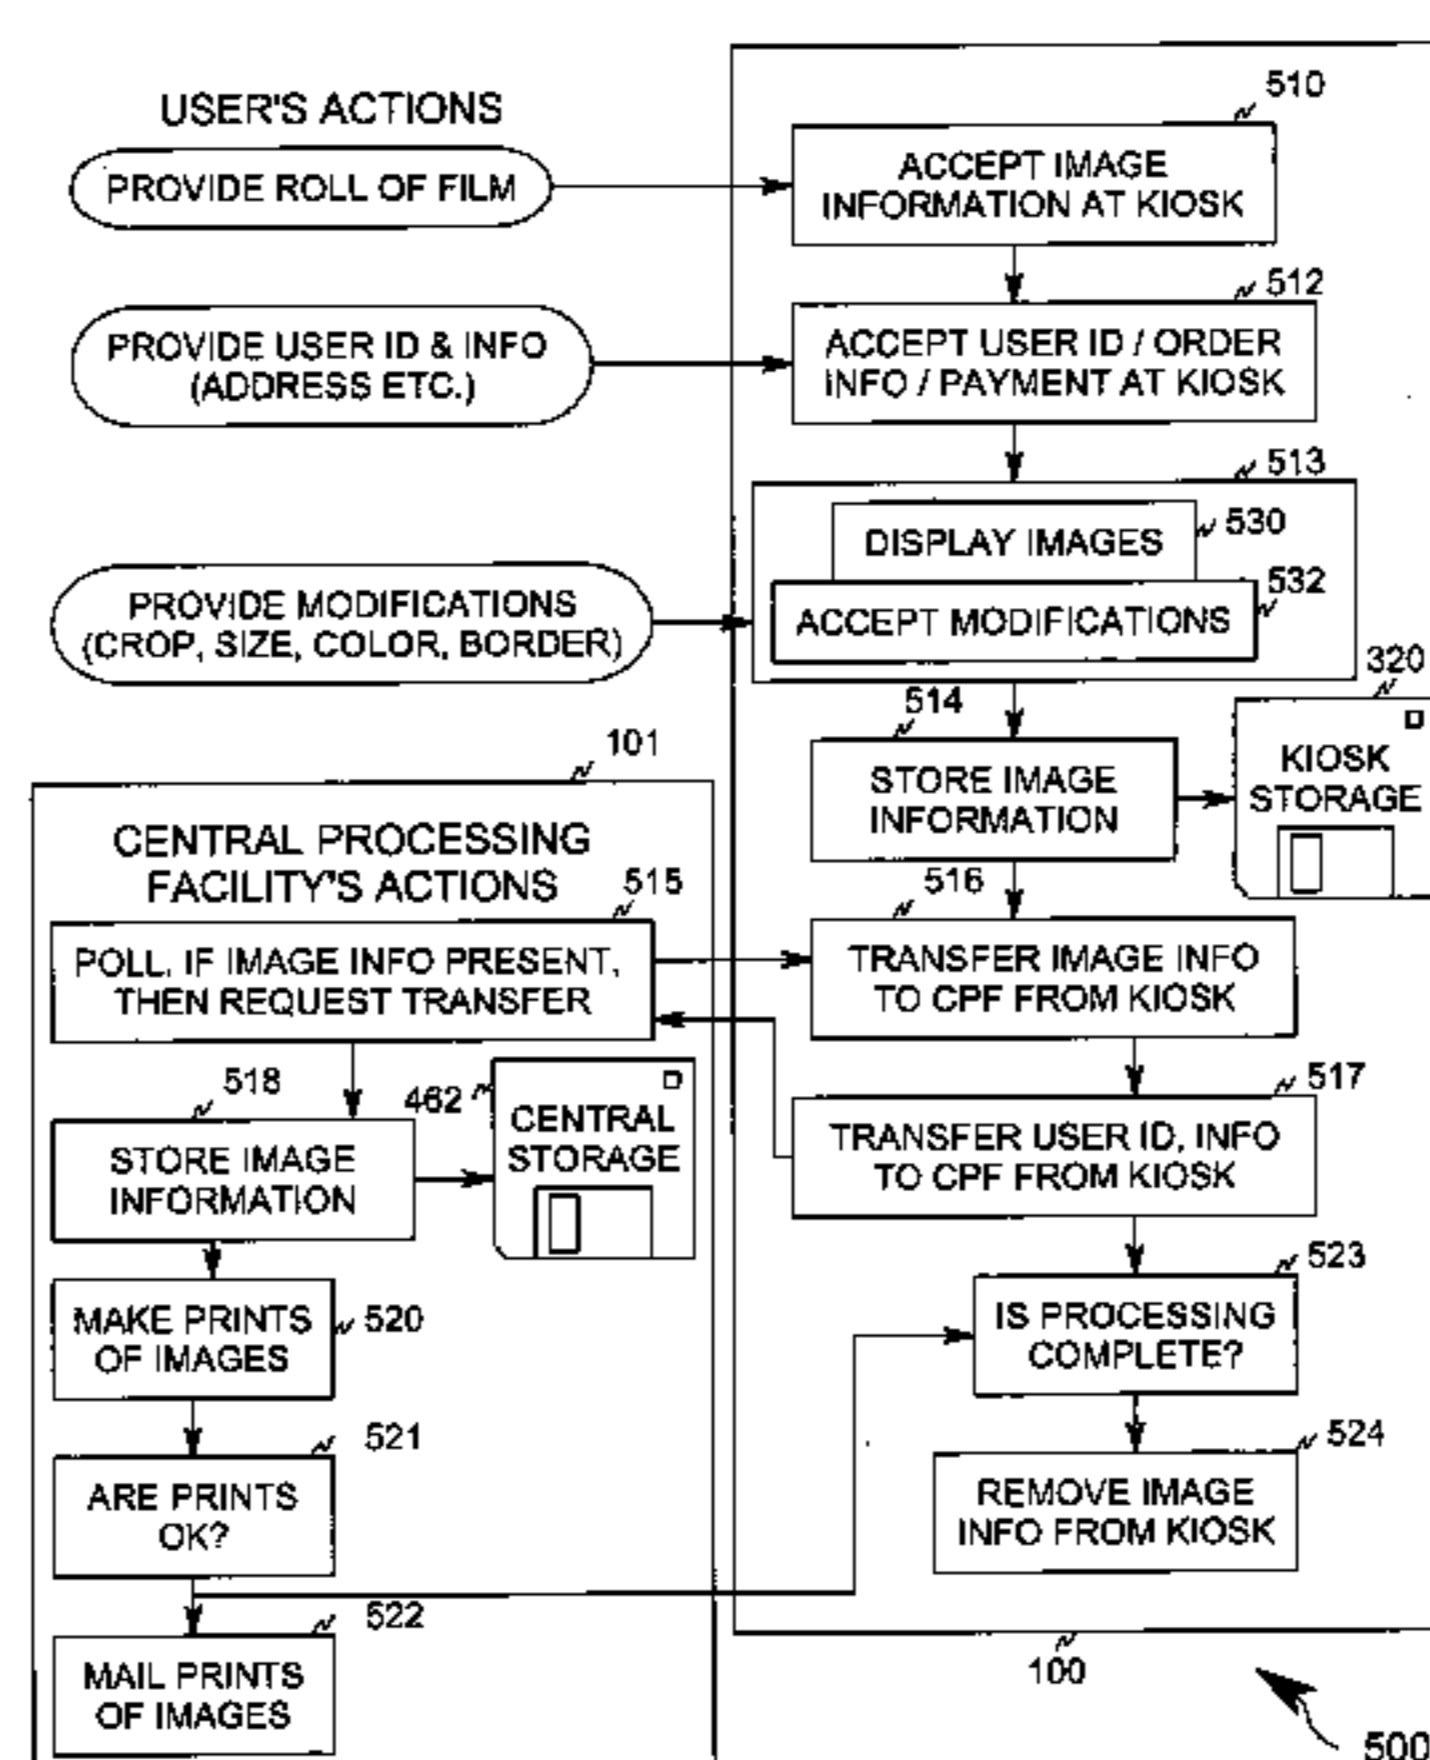 USER'S ACTIONS
PROVIDE ROLL OF FILM
510
ACCEPT IMAGE
INFORMATION AT KIOSK
512
PROVIDE USER ID & INFO
(ADDRESS ETC.)
ACCEPT USER ID / ORDER
INFO / PAYMENT AT KIOSK
513
DISPLAY IMAGES
530
532
PROVIDE MODIFICATIONS
(CROP, SIZE, COLOR, BORDER)
ACCEPT MODIFICATIONS
320
KIOSK
STORAGE
514
STORE IMAGE
INFORMATION
101
CENTRAL PROCESSING
FACILITY'S ACTIONS
515
POLL, IF IMAGE INFO PRESENT,
THEN REQUEST TRANSFER
516
TRANSFER IMAGE INFO
TO CPF FROM KIOSK
517
TRANSFER USER ID, INFO
TO CPF FROM KIOSK
518
STORE IMAGE
INFORMATION
462
CENTRAL
STORAGE
520
MAKE PRINTS
OF IMAGES
523
IS PROCESSING
COMPLETE?
521
ARE PRINTS
OK?
524
REMOVE IMAGE
INFO FROM KIOSK
522
MAIL PRINTS
OF IMAGES
100
500